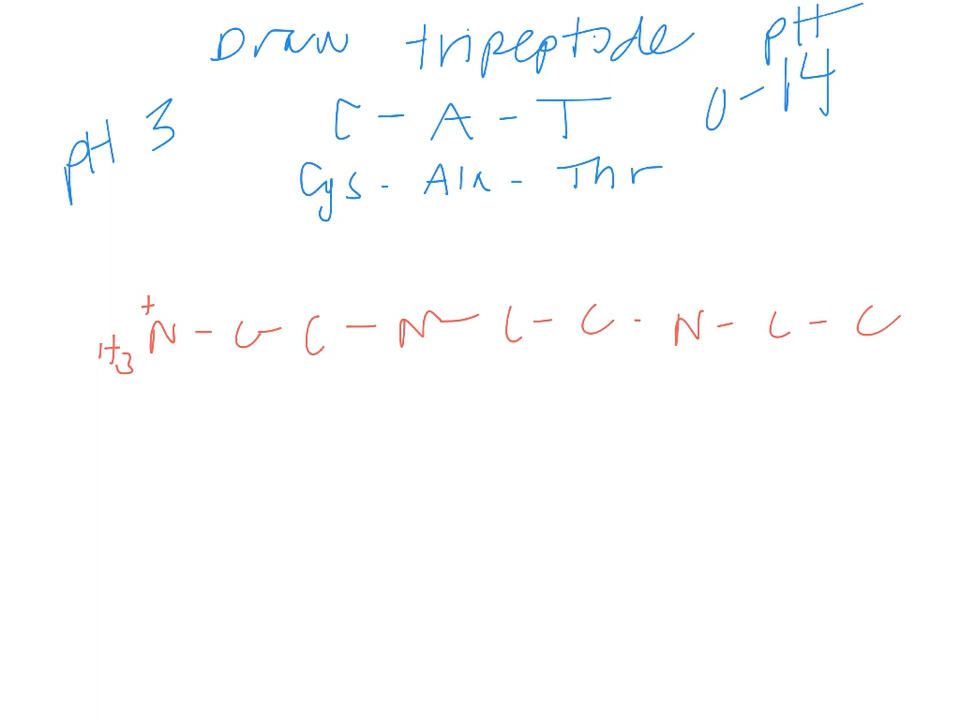 Draw tripeptide pH
pH 3 C - A - T 0-14
Cys - Ala - Thr
H3 +N - C - C - N - C - C - N - C - C